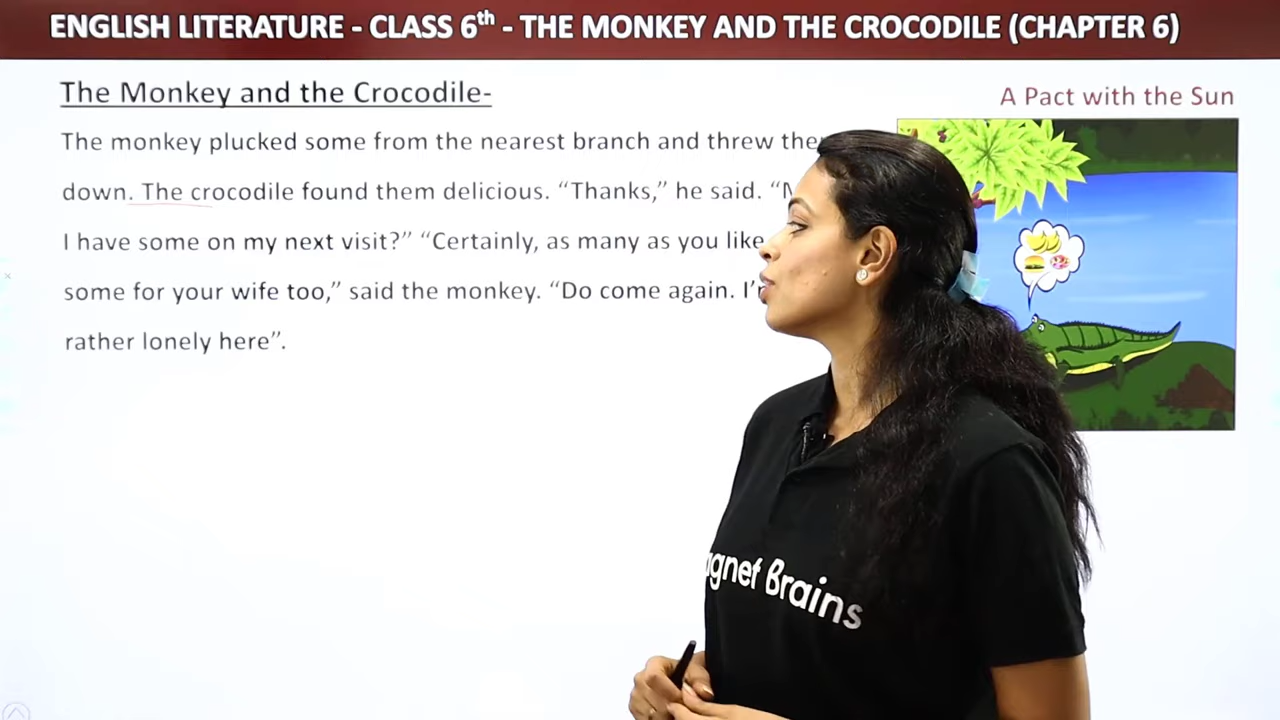 ENGLISH LITERATURE - CLASS 6th - THE MONKEY AND THE CROCODILE (CHAPTER 6)
The Monkey and the Crocodile-
A Pact with the Sun
The monkey plucked some from the nearest branch and threw
down. The crocodile found them delicious. “Thanks,” he said. “
I have some on my next visit?” “Certainly, as many as you like
some for your wife too,” said the monkey. “Do come again.
rather lonely here”.
Brains